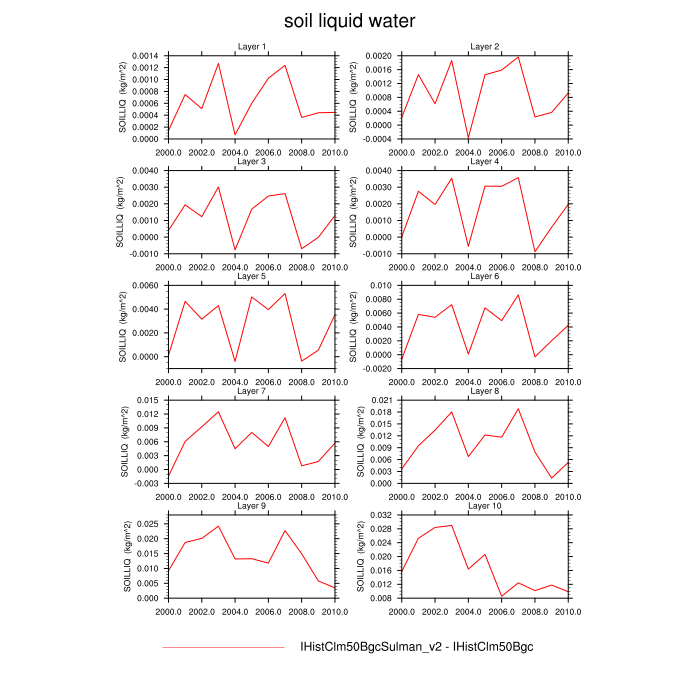 soil liquid water
Layer 1
SOILLIQ (kg/m^2)
0.0014
0.0012
0.0010
0.0008
0.0006
0.0004
0.0002
0.0000
2000.0 2002.0 2004.0 2006.0 2008.0 2010.0
Layer 2
SOILLIQ (kg/m^2)
0.0020
0.0016
0.0012
0.0008
0.0004
0.0000
-0.0004
2000.0 2002.0 2004.0 2006.0 2008.0 2010.0
Layer 3
SOILLIQ (kg/m^2)
0.0040
0.0030
0.0020
0.0010
0.0000
-0.0010
2000.0 2002.0 2004.0 2006.0 2008.0 2010.0
Layer 4
SOILLIQ (kg/m^2)
0.0040
0.0030
0.0020
0.0010
0.0000
-0.0010
2000.0 2002.0 2004.0 2006.0 2008.0 2010.0
Layer 5
SOILLIQ (kg/m^2)
0.0060
0.0040
0.0020
0.0000
2000.0 2002.0 2004.0 2006.0 2008.0 2010.0
Layer 6
SOILLIQ (kg/m^2)
0.010
0.0080
0.0060
0.0040
0.0020
0.0000
-0.0020
2000.0 2002.0 2004.0 2006.0 2008.0 2010.0
Layer 7
SOILLIQ (kg/m^2)
0.015
0.012
0.009
0.006
0.003
0.000
-0.003
2000.0 2002.0 2004.0 2006.0 2008.0 2010.0
Layer 8
SOILLIQ (kg/m^2)
0.021
0.018
0.015
0.012
0.009
0.006
0.003
0.000
2000.0 2002.0 2004.0 2006.0 2008.0 2010.0
Layer 9
SOILLIQ (kg/m^2)
0.025
0.020
0.015
0.010
0.005
0.000
2000.0 2002.0 2004.0 2006.0 2008.0 2010.0
Layer 10
SOILLIQ (kg/m^2)
0.032
0.028
0.024
0.020
0.016
0.012
0.008
2000.0 2002.0 2004.0 2006.0 2008.0 2010.0
IHistClm50BgcSulman_v2 - IHistClm50Bgc